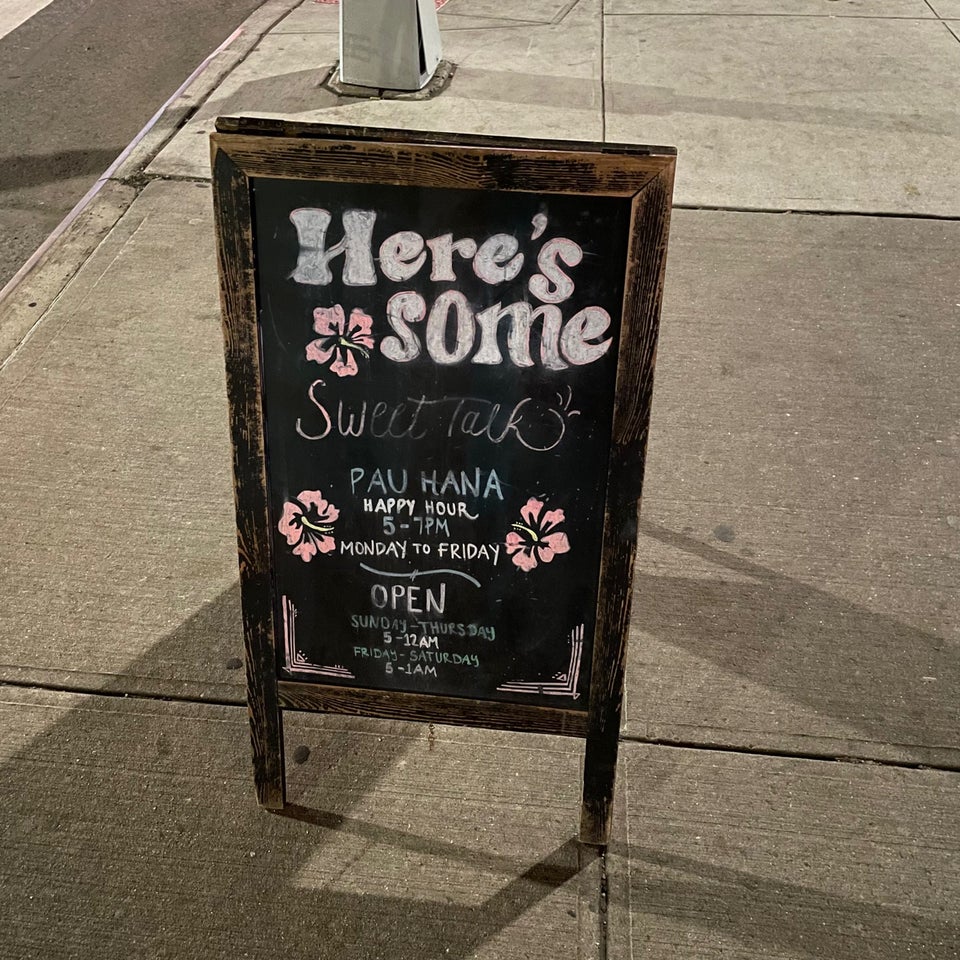 Here's
some
Sweet Talk
PAU HANA
HAPPY HOUR
5-7PM
MONDAY TO FRIDAY
OPEN
SUNDAY-THURSDAY
5-12AM
FRIDAY-SATURDAY
5-1AM